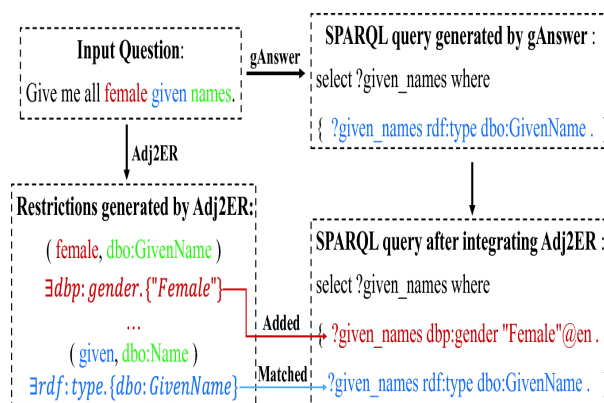 Input Question:
Give me all female given names.
gAnswer
SPARQL query generated by gAnswer :
select ?given_names where
{ ?given_names rdf:type dbo:GivenName . }
Adj2ER
Restrictions generated by Adj2ER:
( female, dbo:GivenName )
∃dbp:gender.{"Female"}
...
( given, dbo:Name )
∃rdf:type.{dbo:GivenName}
Added
Matched
SPARQL query after integrating Adj2ER :
select ?given_names where
{ ?given_names dbp:gender "Female"@en .
?given_names rdf:type dbo:GivenName . }